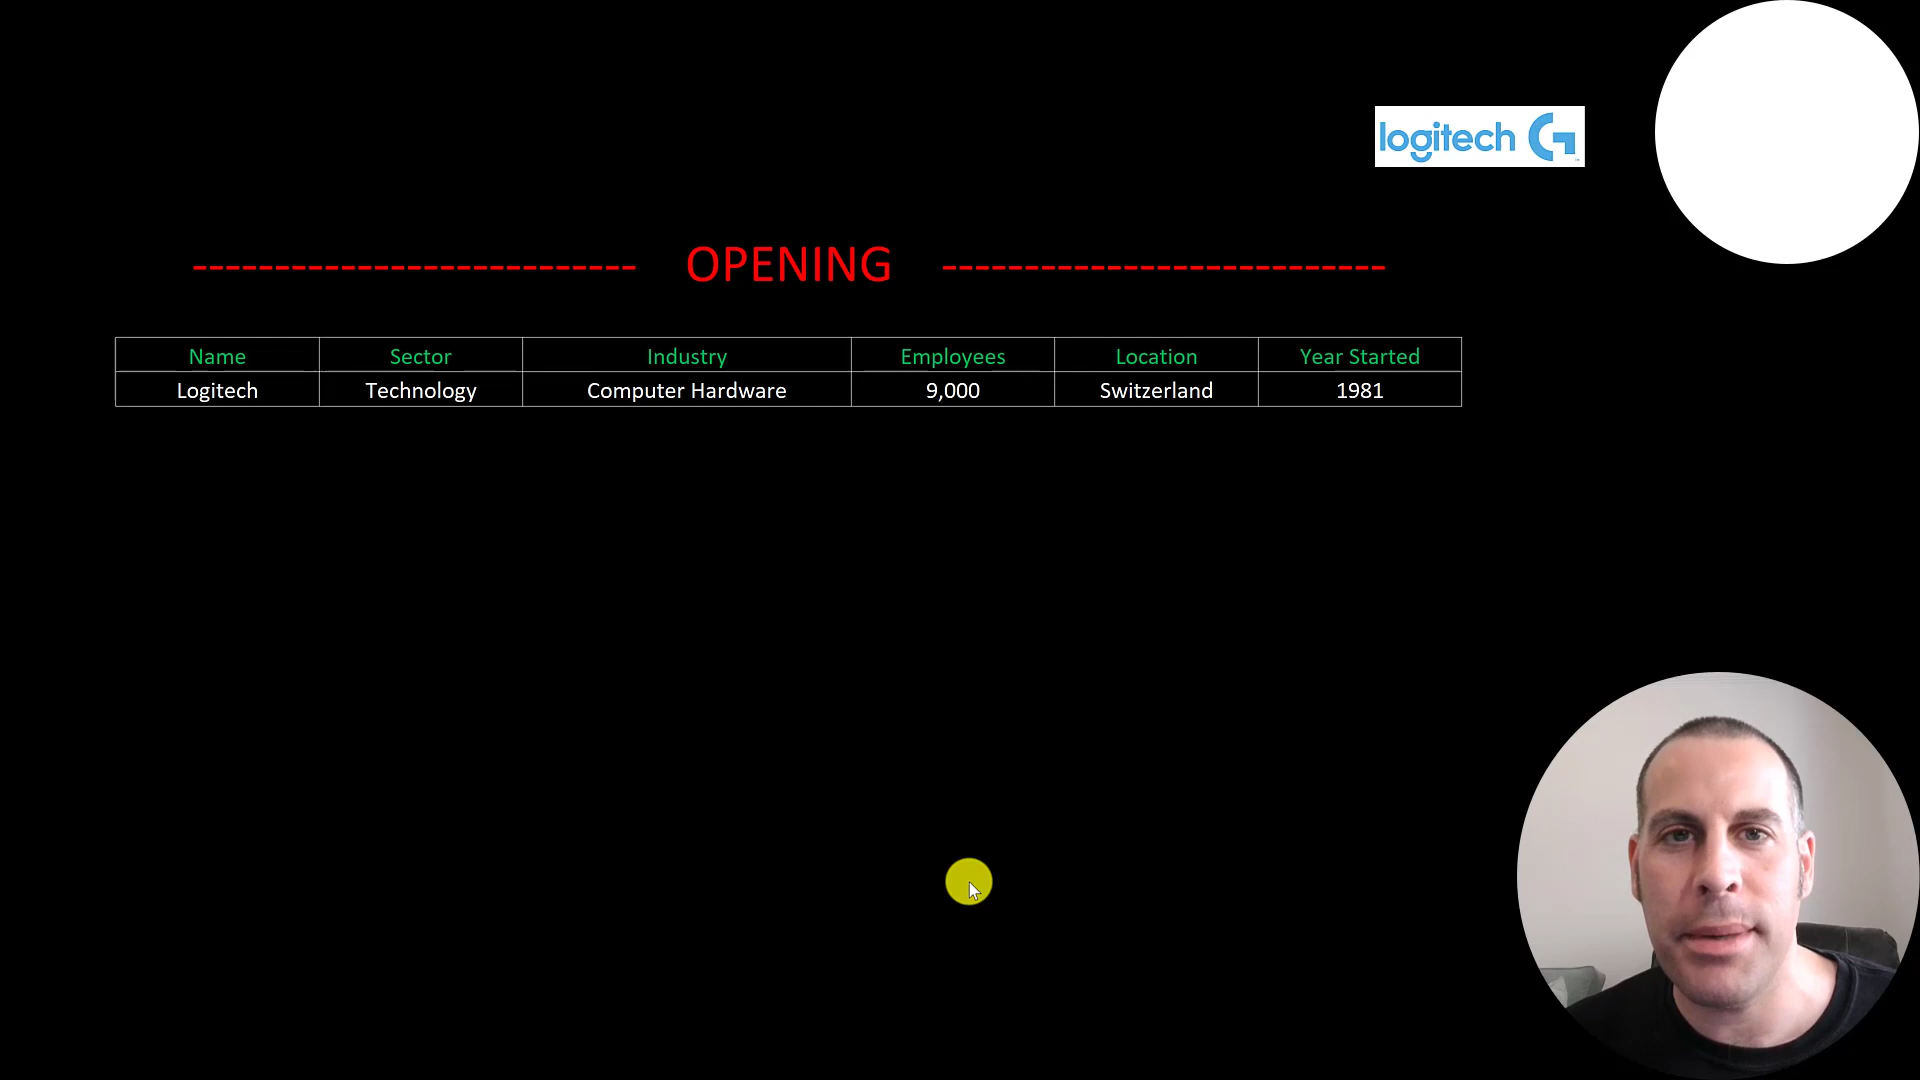 logitech G
-------------------------- OPENING --------------------------
Name Sector Industry Employees Location Year Started
Logitech Technology Computer Hardware 9,000 Switzerland 1981